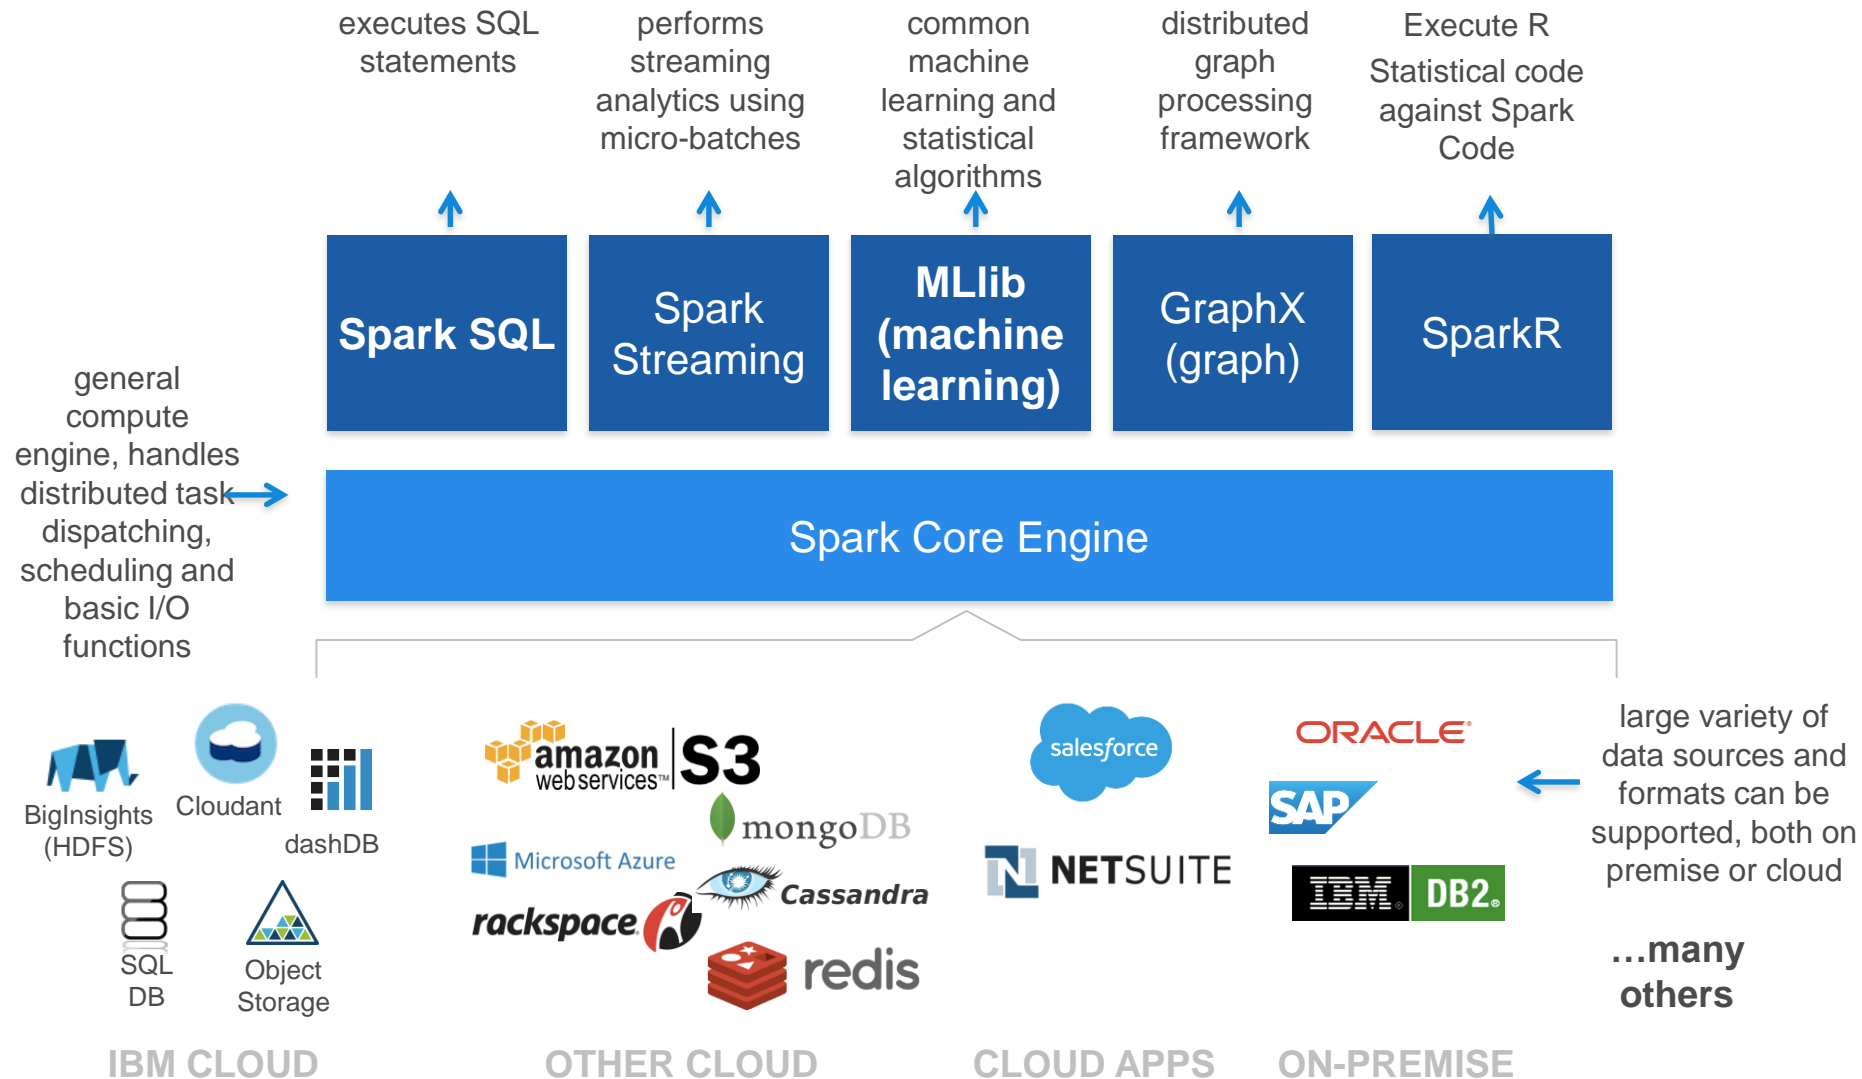 executes SQL
statements
performs
streaming
analytics using
micro-batches
common
machine
learning and
statistical
algorithms
distributed
graph
processing
framework
Execute R
Statistical code
against Spark
Code
Spark SQL
Spark
Streaming
MLlib
(machine
learning)
GraphX
(graph)
SparkR
general
compute
engine, handles
distributed task
dispatching,
scheduling and
basic I/O
functions
Spark Core Engine
BigInsights
(HDFS)
Cloudant
dashDB
SQL
DB
Object
Storage
amazon
web services™
S3
mongoDB
Microsoft Azure
Cassandra
rackspace.
redis
salesforce
NETSUITE
ORACLE®
SAP
IBM® DB2®
large variety of
data sources and
formats can be
supported, both on
premise or cloud
...many
others
IBM CLOUD
OTHER CLOUD
CLOUD APPS
ON-PREMISE